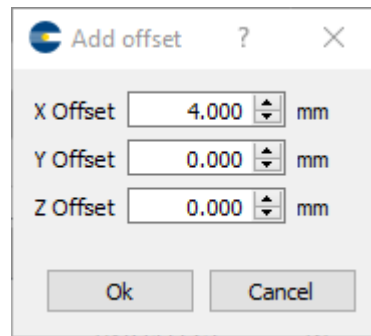 Add offset ?
X Offset 4.000 mm
Y Offset 0.000 mm
Z Offset 0.000 mm
Ok Cancel